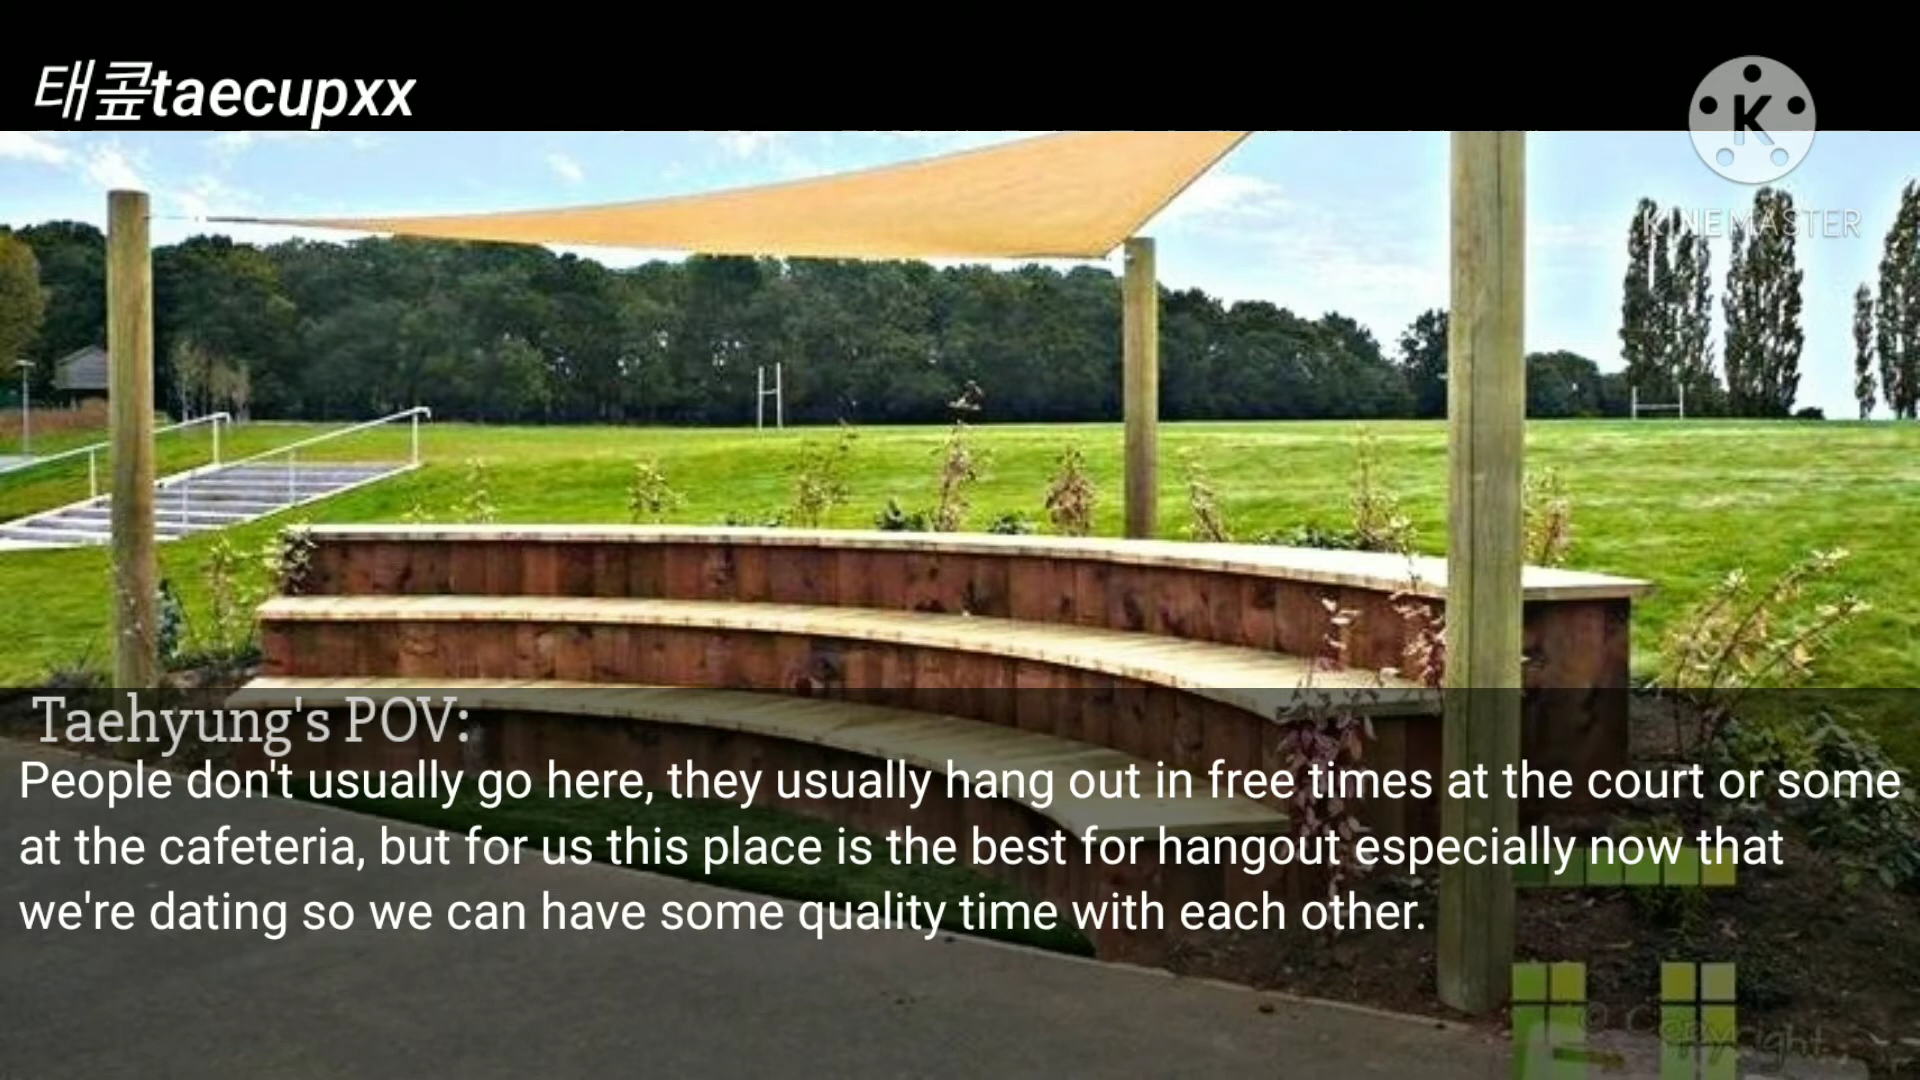 태콮taecupxx
KINEMASTER
Taehyung's POV:
People don't usually go here, they usually hang out in free times at the court or some
at the cafeteria, but for us this place is the best for hangout especially now that
we're dating so we can have some quality time with each other.
© Copyright